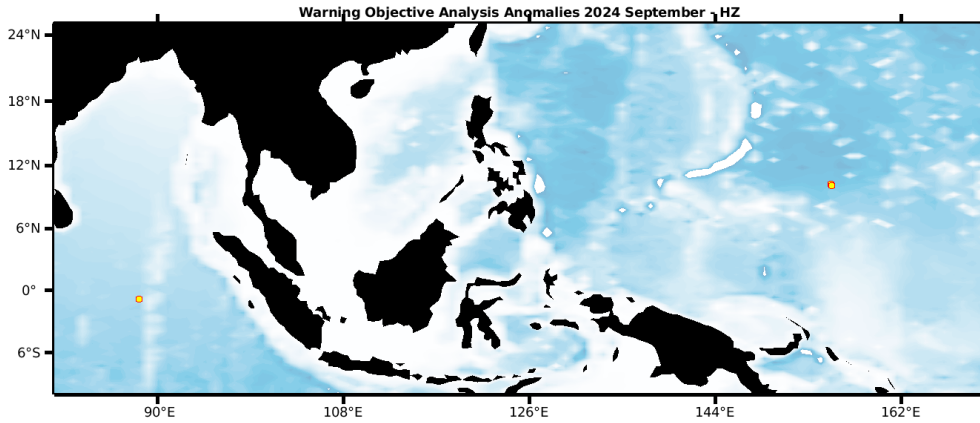 Warning Objective Analysis Anomalies 2024 September - HZ
24°N
18°N
12°N
6°N
0°
6°S
90°E 108°E 126°E 144°E 162°E